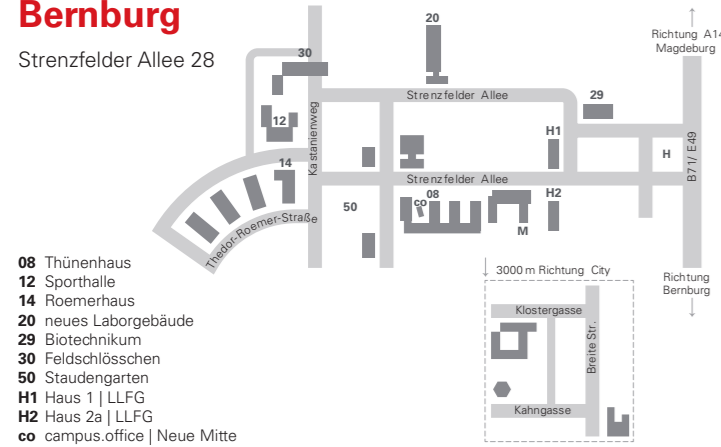 Bernburg
Strenzfelder Allee 28
20
Richtung A14
Magdeburg
30
Strenzfelder Allee
29
12
Kastanienweg
H1
H
B71/ E49
14
Strenzfelder Allee
08
H2
co
50
M
Thedor-Roemer-Straße
08 Thünenhaus
12 Sporthalle
14 Roemerhaus
20 neues Laborgebäude
29 Biotechnikum
30 Feldschlösschen
50 Staudengarten
H1 Haus 1 | LLFG
H2 Haus 2a | LLFG
co campus.office | Neue Mitte
3000 m Richtung City
Richtung
Bernburg
Klostergasse
Breite Str.
Kahngasse